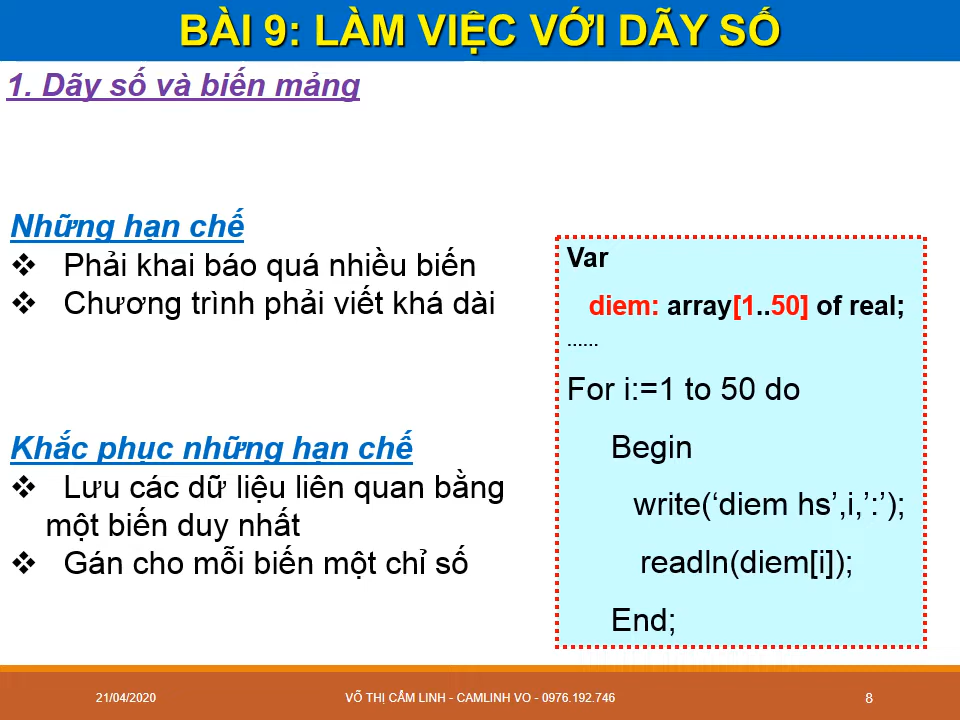 BÀI 9: LÀM VIỆC VỚI DÃY SỐ
1. Dãy số và biến mảng
Những hạn chế
❖ Phải khai báo quá nhiều biến
❖ Chương trình phải viết khá dài
Khắc phục những hạn chế
❖ Lưu các dữ liệu liên quan bằng
một biến duy nhất
❖ Gán cho mỗi biến một chỉ số
Var
diem: array[1..50] of real;
......
For i:=1 to 50 do
Begin
write(‘diem hs’,i,’:’);
readln(diem[i]);
End;
21/04/2020
VÕ THỊ CẨM LINH - CAMLINH VO - 0976.192.746
8